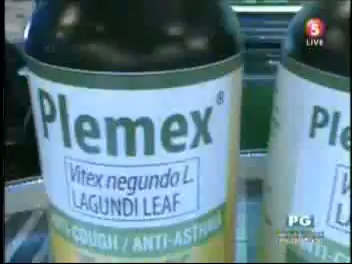 5
LIVE
Plemex®
Vitex negundo L.
LAGUNDI LEAF
-COUGH / ANTI-ASTHMA
Ple
V
L
PG